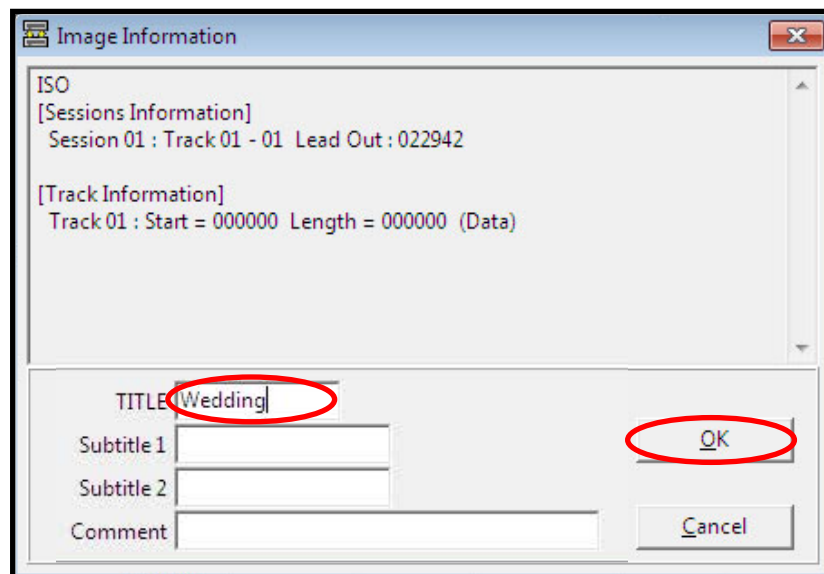 Image Information
ISO
[Sessions Information]
Session 01 : Track 01 - 01 Lead Out : 022942
[Track Information]
Track 01 : Start = 000000 Length = 000000 (Data)
TITLE Wedding
Subtitle 1
OK
Subtitle 2
Comment
Cancel